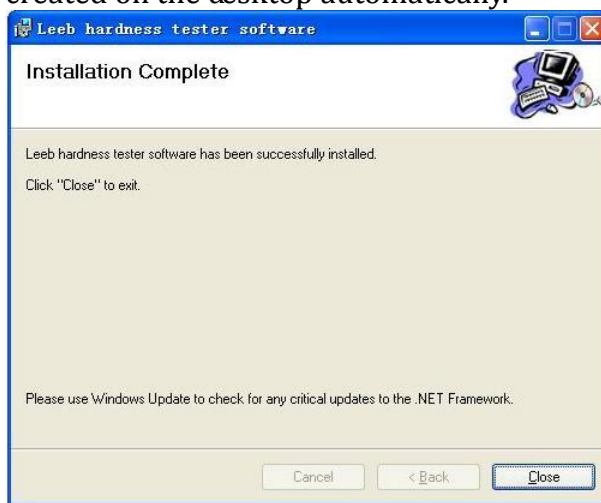 created on the desktop automatically.
Leeb hardness tester software
Installation Complete
Leeb hardness tester software has been successfully installed.
Click "Close" to exit.
Please use Windows Update to check for any critical updates to the .NET Framework.
Cancel
< Back
Close